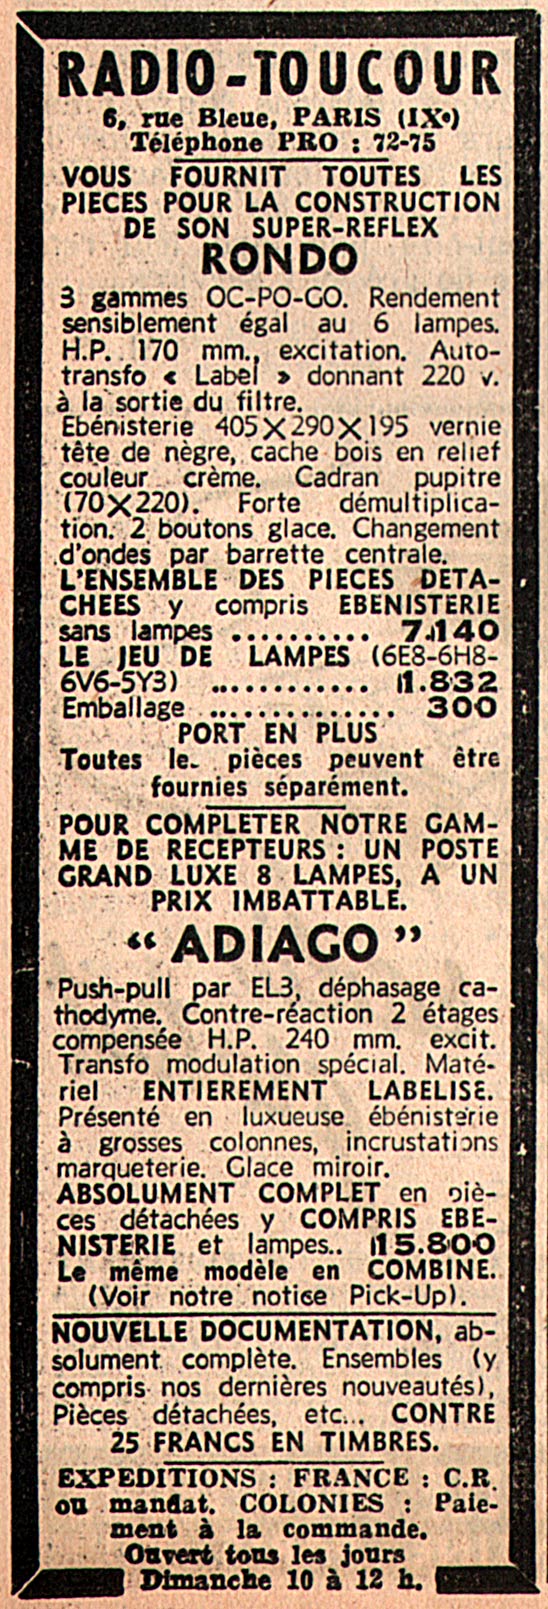 RADIO-TOUCOUR
6, rue Bleue, PARIS (IXe)
Téléphone PRO : 72-75
VOUS FOURNIT TOUTES LES
PIECES POUR LA CONSTRUCTION
DE SON SUPER-REFLEX
RONDO
3 gammes OC-PO-GO. Rendement
sensiblement égal au 6 lampes.
H.P. 170 mm., excitation. Auto-
transfo « Label » donnant 220 v.
à la sortie du filtre.
Ebénisterie 405X290X195 vernie
tête de nègre, cache bois en relief
couleur crème. Cadran pupitre
(70X220). Forte démultiplica-
tion. 2 boutons glace. Changement
d'ondes par barrette centrale.
L'ENSEMBLE DES PIECES DETA-
CHEES y compris EBENISTERIE
sans lampes .......... 7.140
LE JEU DE LAMPES (6E8-6H8-
6V6-5Y3) ............ 1.832
Emballage .............. 300
PORT EN PLUS
Toutes le. pièces peuvent être
fournies séparément.
POUR COMPLETER NOTRE GAM-
ME DE RECEPTEURS : UN POSTE
GRAND LUXE 8 LAMPES, A UN
PRIX IMBATTABLE.
“ ADIAGO ”
Push-pull par EL3, déphasage ca-
thodyme. Contre-réaction 2 étages
compensée H.P. 240 mm. excit.
Transfo modulation spécial. Maté-
riel ENTIEREMENT LABELISE.
Présenté en luxueuse ébénisterie
à grosses colonnes, incrustations
marqueterie. Glace miroir.
ABSOLUMENT COMPLET en piè-
ces détachées y COMPRIS EBE-
NISTERIE et lampes.. 15.800
Le même modèle en COMBINE.
(Voir notre notice Pick-Up).
NOUVELLE DOCUMENTATION, ab-
solument complète. Ensembles (y
compris nos dernières nouveautés),
Pièces détachées, etc... CONTRE
25 FRANCS EN TIMBRES.
EXPEDITIONS : FRANCE : C.R.
ou mandat. COLONIES : Paie-
ment à la commande.
Ouvert tous les jours
Dimanche 10 à 12 h.